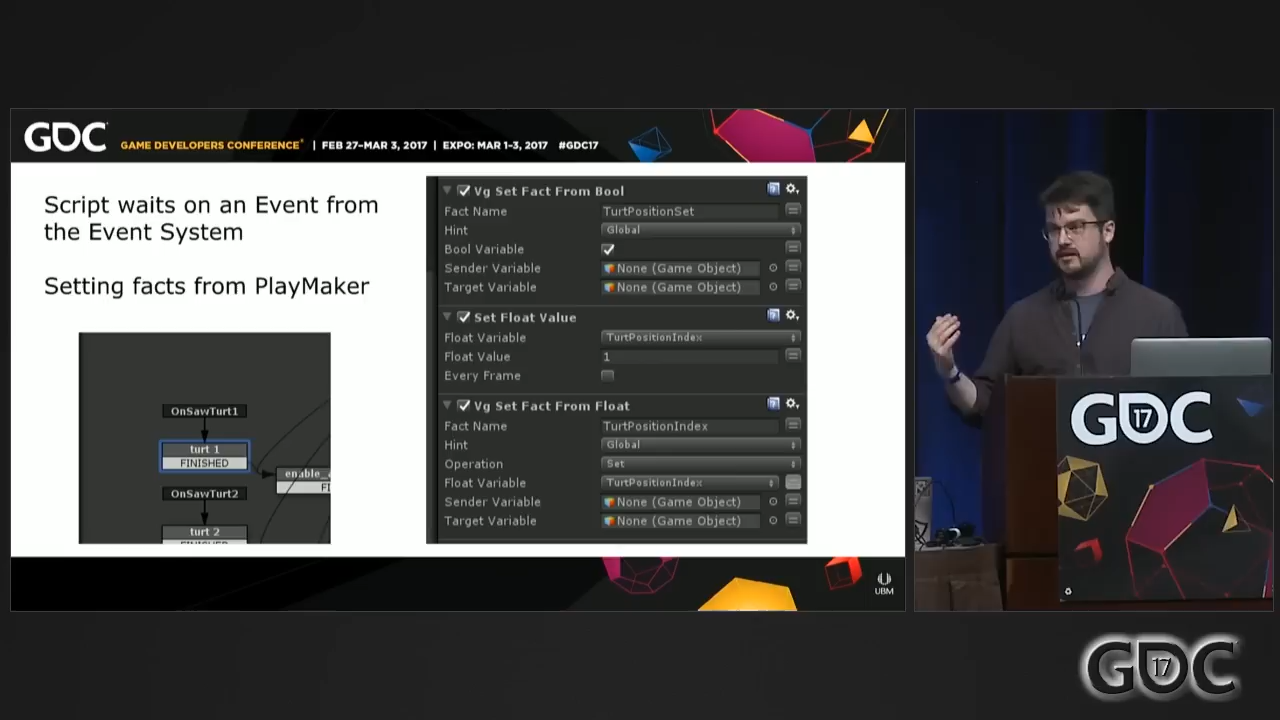 GDC
GAME DEVELOPERS CONFERENCE® | FEB 27–MAR 3, 2017 | EXPO: MAR 1–3, 2017 #GDC17
Script waits on an Event from
the Event System
Setting facts from PlayMaker
OnSawTurt1
turt 1
FINISHED
enable_
OnSawTurt2
turt 2
FINISHED
Vg Set Fact From Bool
Fact Name TurtPositionSet
Hint Global
Bool Variable
Sender Variable None (Game Object)
Target Variable None (Game Object)
Set Float Value
Float Variable TurtPositionIndex
Float Value 1
Every Frame
Vg Set Fact From Float
Fact Name TurtPositionIndex
Hint Global
Operation Set
Float Variable TurtPositionIndex
Sender Variable None (Game Object)
Target Variable None (Game Object)
UBM
GDC
17
GDC
17